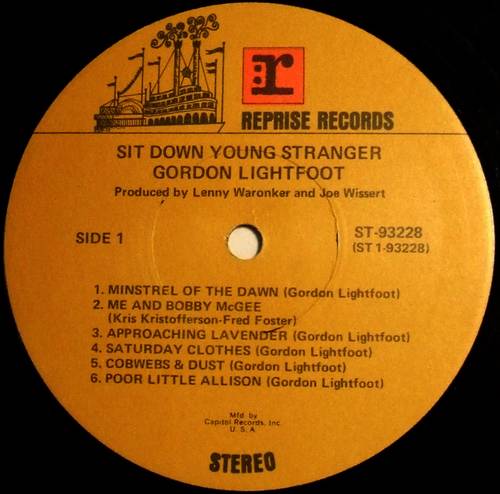 r
REPRISE RECORDS
SIT DOWN YOUNG STRANGER
GORDON LIGHTFOOT
Produced by Lenny Waronker and Joe Wissert
SIDE 1
ST-93228
(ST 1-93228)
1. MINSTREL OF THE DAWN (Gordon Lightfoot)
2. ME AND BOBBY McGEE
(Kris Kristofferson-Fred Foster)
3. APPROACHING LAVENDER (Gordon Lightfoot)
4. SATURDAY CLOTHES (Gordon Lightfoot)
5. COBWEBS & DUST (Gordon Lightfoot)
6. POOR LITTLE ALLISON (Gordon Lightfoot)
Mfd by
Capitol Records, Inc.
U. S. A.
STEREO